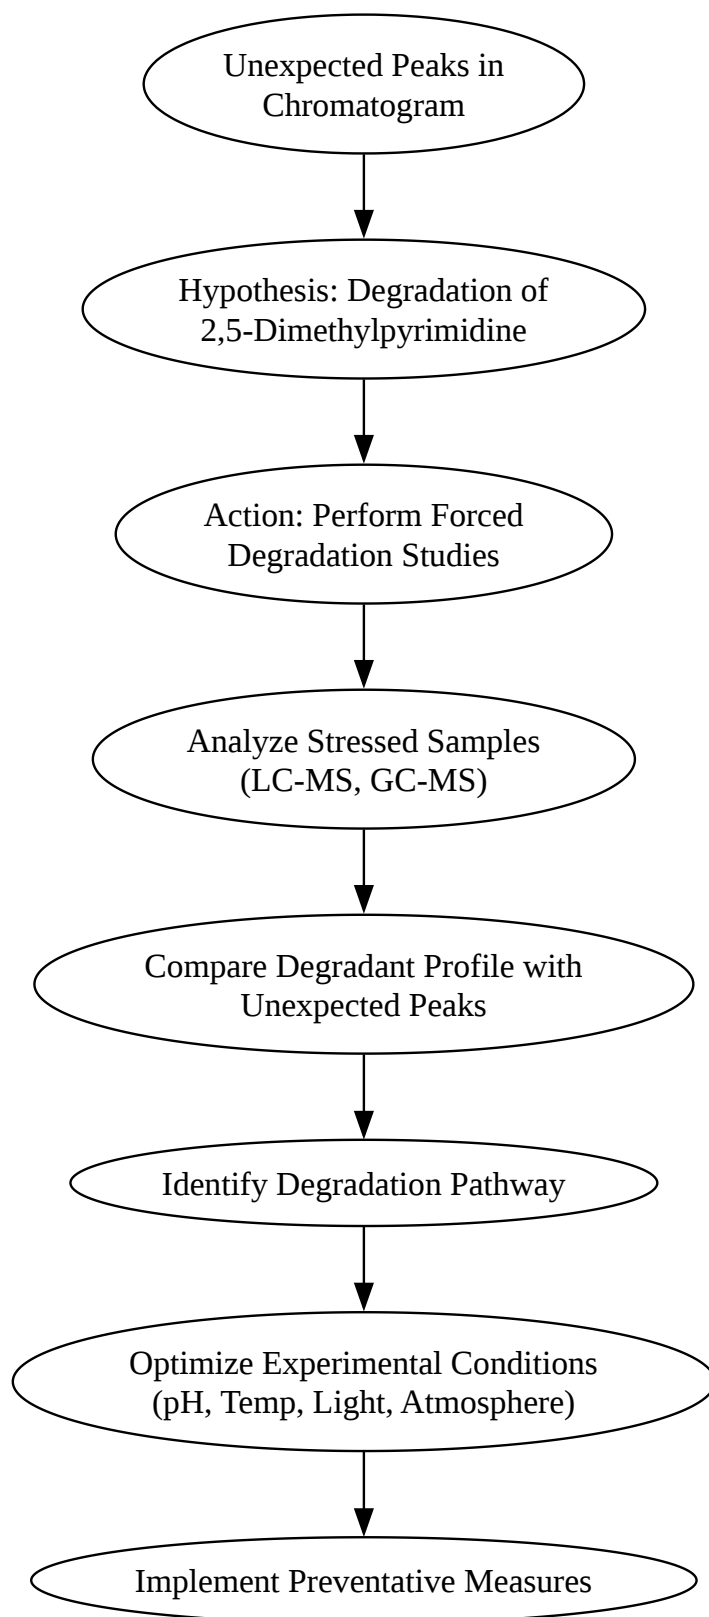 Unexpected Peaks in
Chromatogram
Hypothesis: Degradation of
2,5-Dimethylpyrimidine
Action: Perform Forced
Degradation Studies
Analyze Stressed Samples
(LC-MS, GC-MS)
Compare Degradant Profile with
Unexpected Peaks
Identify Degradation Pathway
Optimize Experimental Conditions
(pH, Temp, Light, Atmosphere)
Implement Preventative Measures